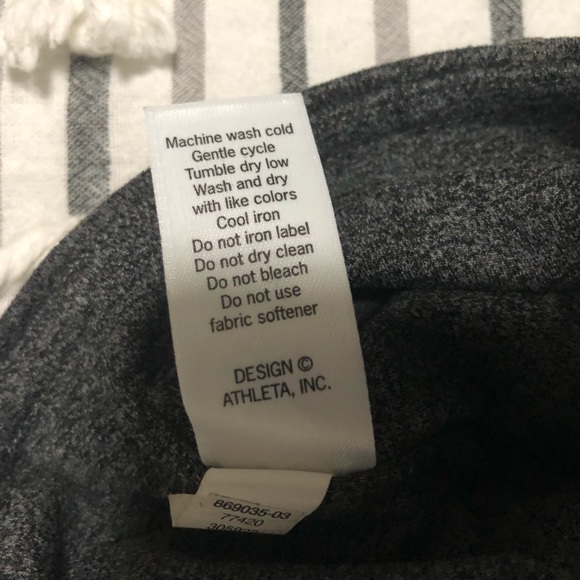 Machine wash cold
Gentle cycle
Tumble dry low
Wash and dry
with like colors
Cool iron
Do not iron label
Do not dry clean
Do not bleach
Do not use
fabric softener
DESIGN ©
ATHLETA, INC.
869035-03
77420